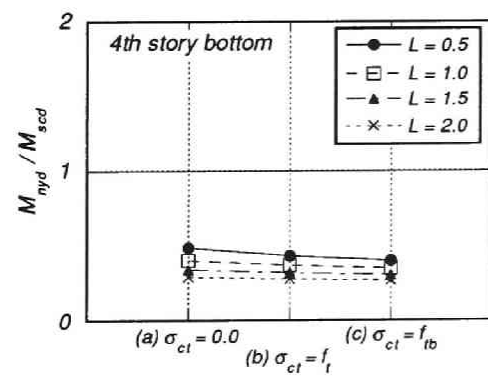 2
4th story bottom
L = 0.5
L = 1.0
L = 1.5
L = 2.0
M_nyd / M_scd
1
0
(a) σ_ct = 0.0
(b) σ_ct = f_t
(c) σ_ct = f_tb